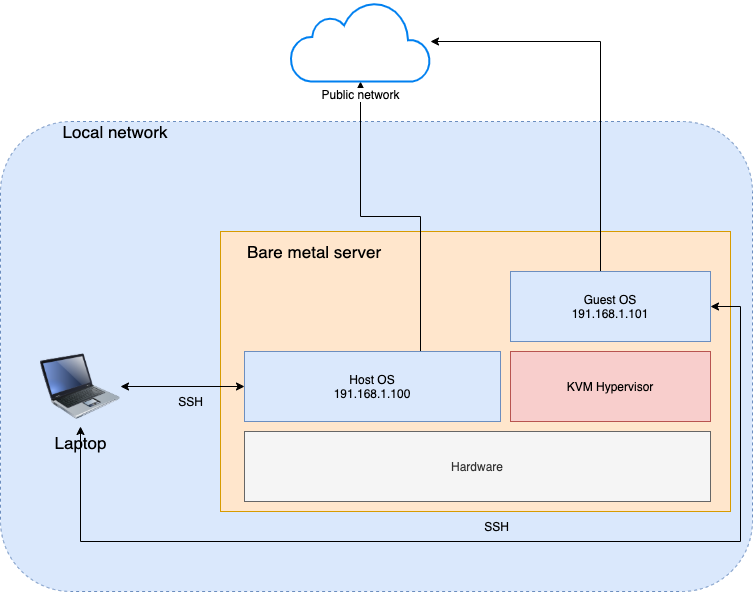 Public network
Local network
Bare metal server
Guest OS
191.168.1.101
Host OS
191.168.1.100
KVM Hypervisor
SSH
Laptop
Hardware
SSH